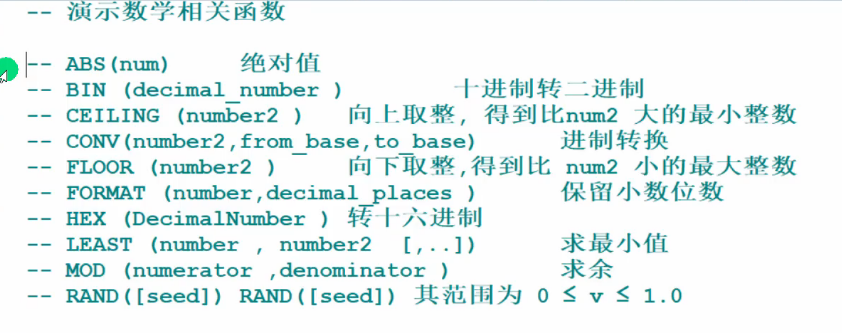 -- 演示数学相关函数
-- ABS(num) 绝对值
-- BIN (decimal_number ) 十进制转二进制
-- CEILING (number2 ) 向上取整, 得到比num2 大的最小整数
-- CONV(number2,from_base,to_base) 进制转换
-- FLOOR (number2 ) 向下取整,得到比 num2 小的最大整数
-- FORMAT (number,decimal_places ) 保留小数位数
-- HEX (DecimalNumber ) 转十六进制
-- LEAST (number , number2 [,..]) 求最小值
-- MOD (numerator ,denominator ) 求余
-- RAND([seed]) RAND([seed]) 其范围为 0 ≤ v ≤ 1.0